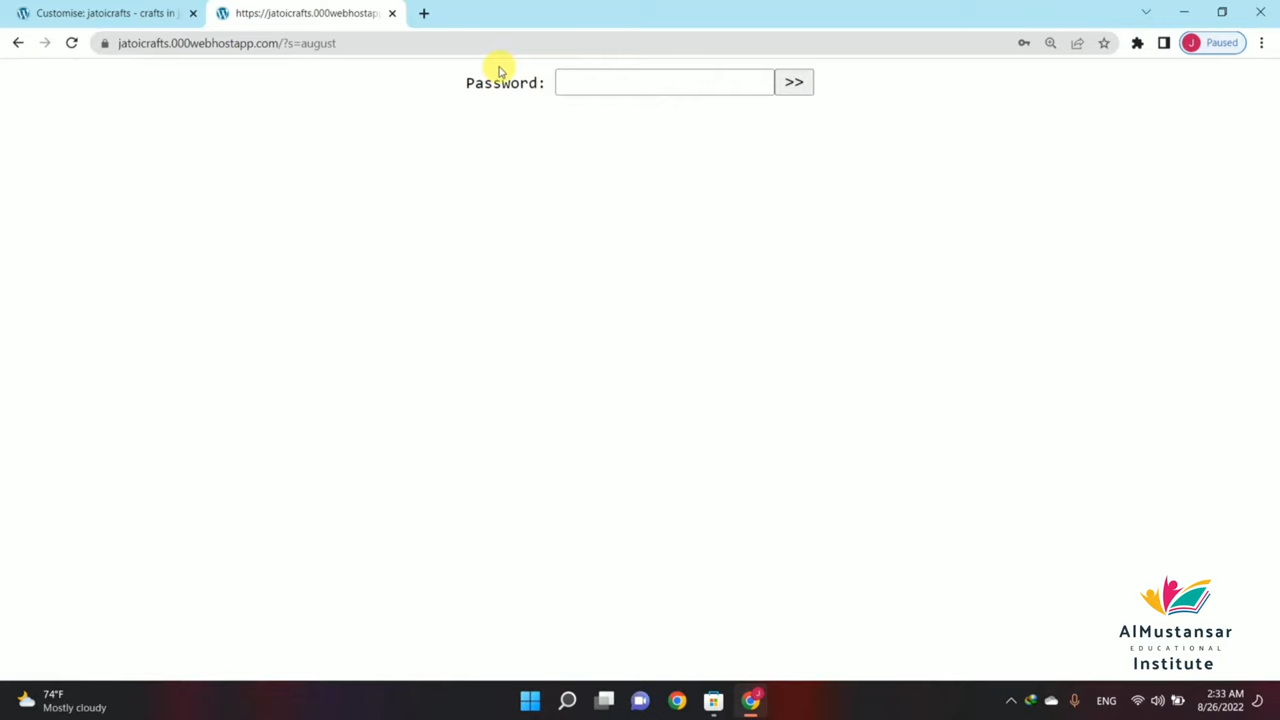 Customise: jatoicrafts - crafts in j
https://jatoicrafts.000webhostap
jatoicrafts.000webhostapp.com/?s=august
J Paused
Password: >>
AlMustansar
EDUCATIONAL
Institute
74°F
Mostly cloudy
ENG
2:33 AM
8/26/2022